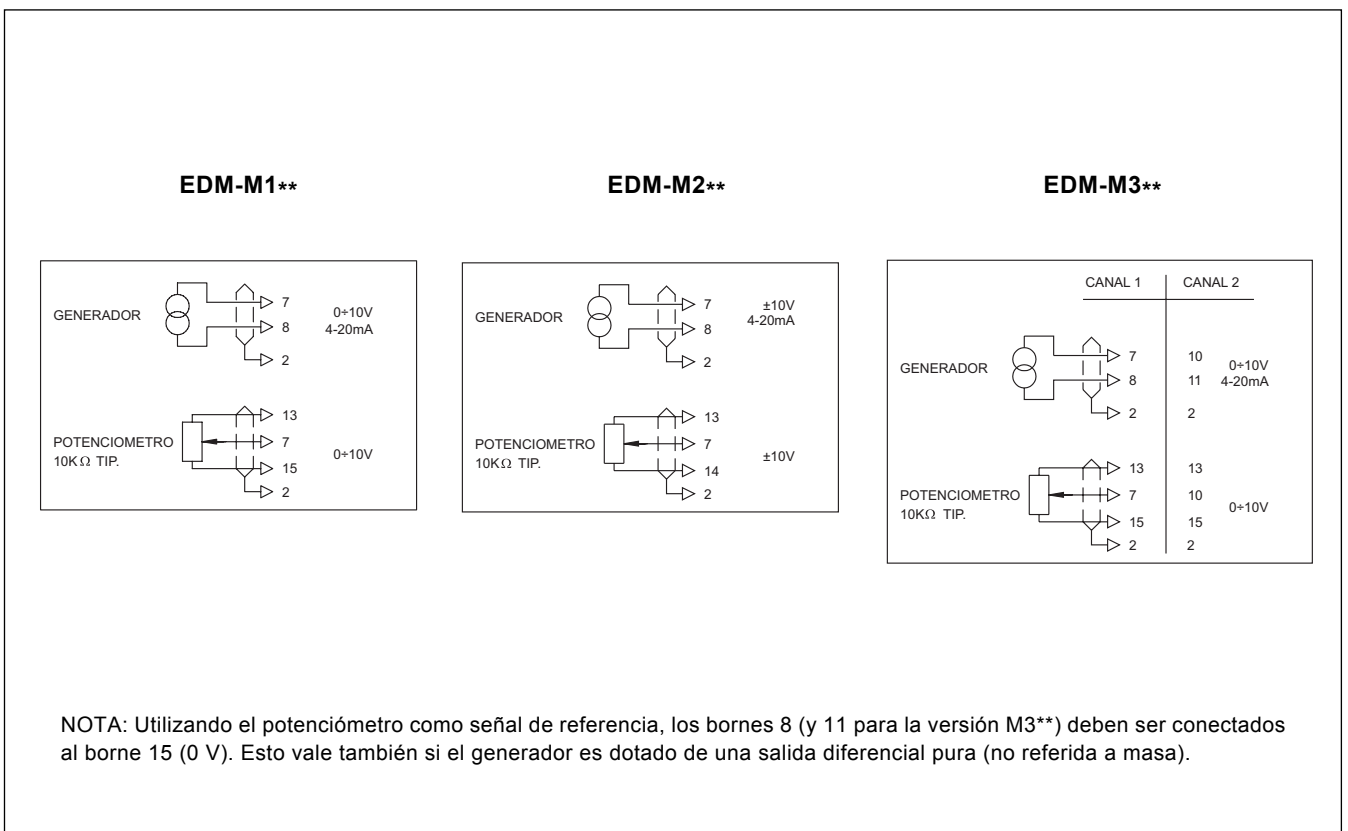 EDM-M1**
GENERADOR
7
8
2
0÷10V
4-20mA
POTENCIOMETRO
10KΩ TIP.
13
7
15
2
0÷10V
EDM-M2**
GENERADOR
7
8
2
±10V
4-20mA
POTENCIOMETRO
10KΩ TIP.
13
7
14
2
±10V
EDM-M3**
CANAL 1 CANAL 2
GENERADOR
7 10
8 11
2 2
0÷10V
4-20mA
POTENCIOMETRO
10KΩ TIP.
13 13
7 10
15 15
2 2
0÷10V
NOTA: Utilizando el potenciómetro como señal de referencia, los bornes 8 (y 11 para la versión M3**) deben ser conectados
al borne 15 (0 V). Esto vale también si el generador es dotado de una salida diferencial pura (no referida a masa).